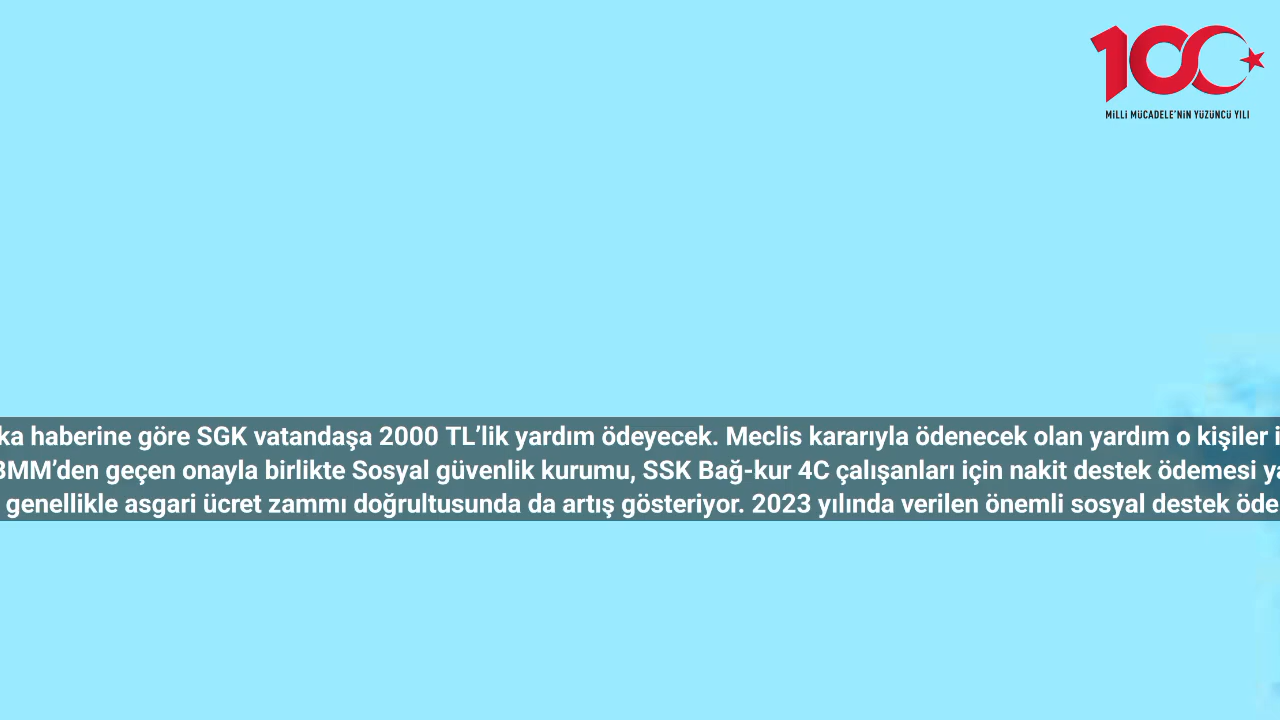 100
MİLLİ MÜCADELE'NİN YÜZÜNCÜ YILI
haberine göre SGK vatandaşa 2000 TL’lik yardım ödeyecek. Meclis kararıyla ödenecek olan yardım o kişiler
geçen onayla birlikte Sosyal güvenlik kurumu, SSK Bağ-kur 4C çalışanları için nakit destek ödemesi
genellikle asgari ücret zammı doğrultusunda da artış gösteriyor. 2023 yılında verilen önemli sosyal destek